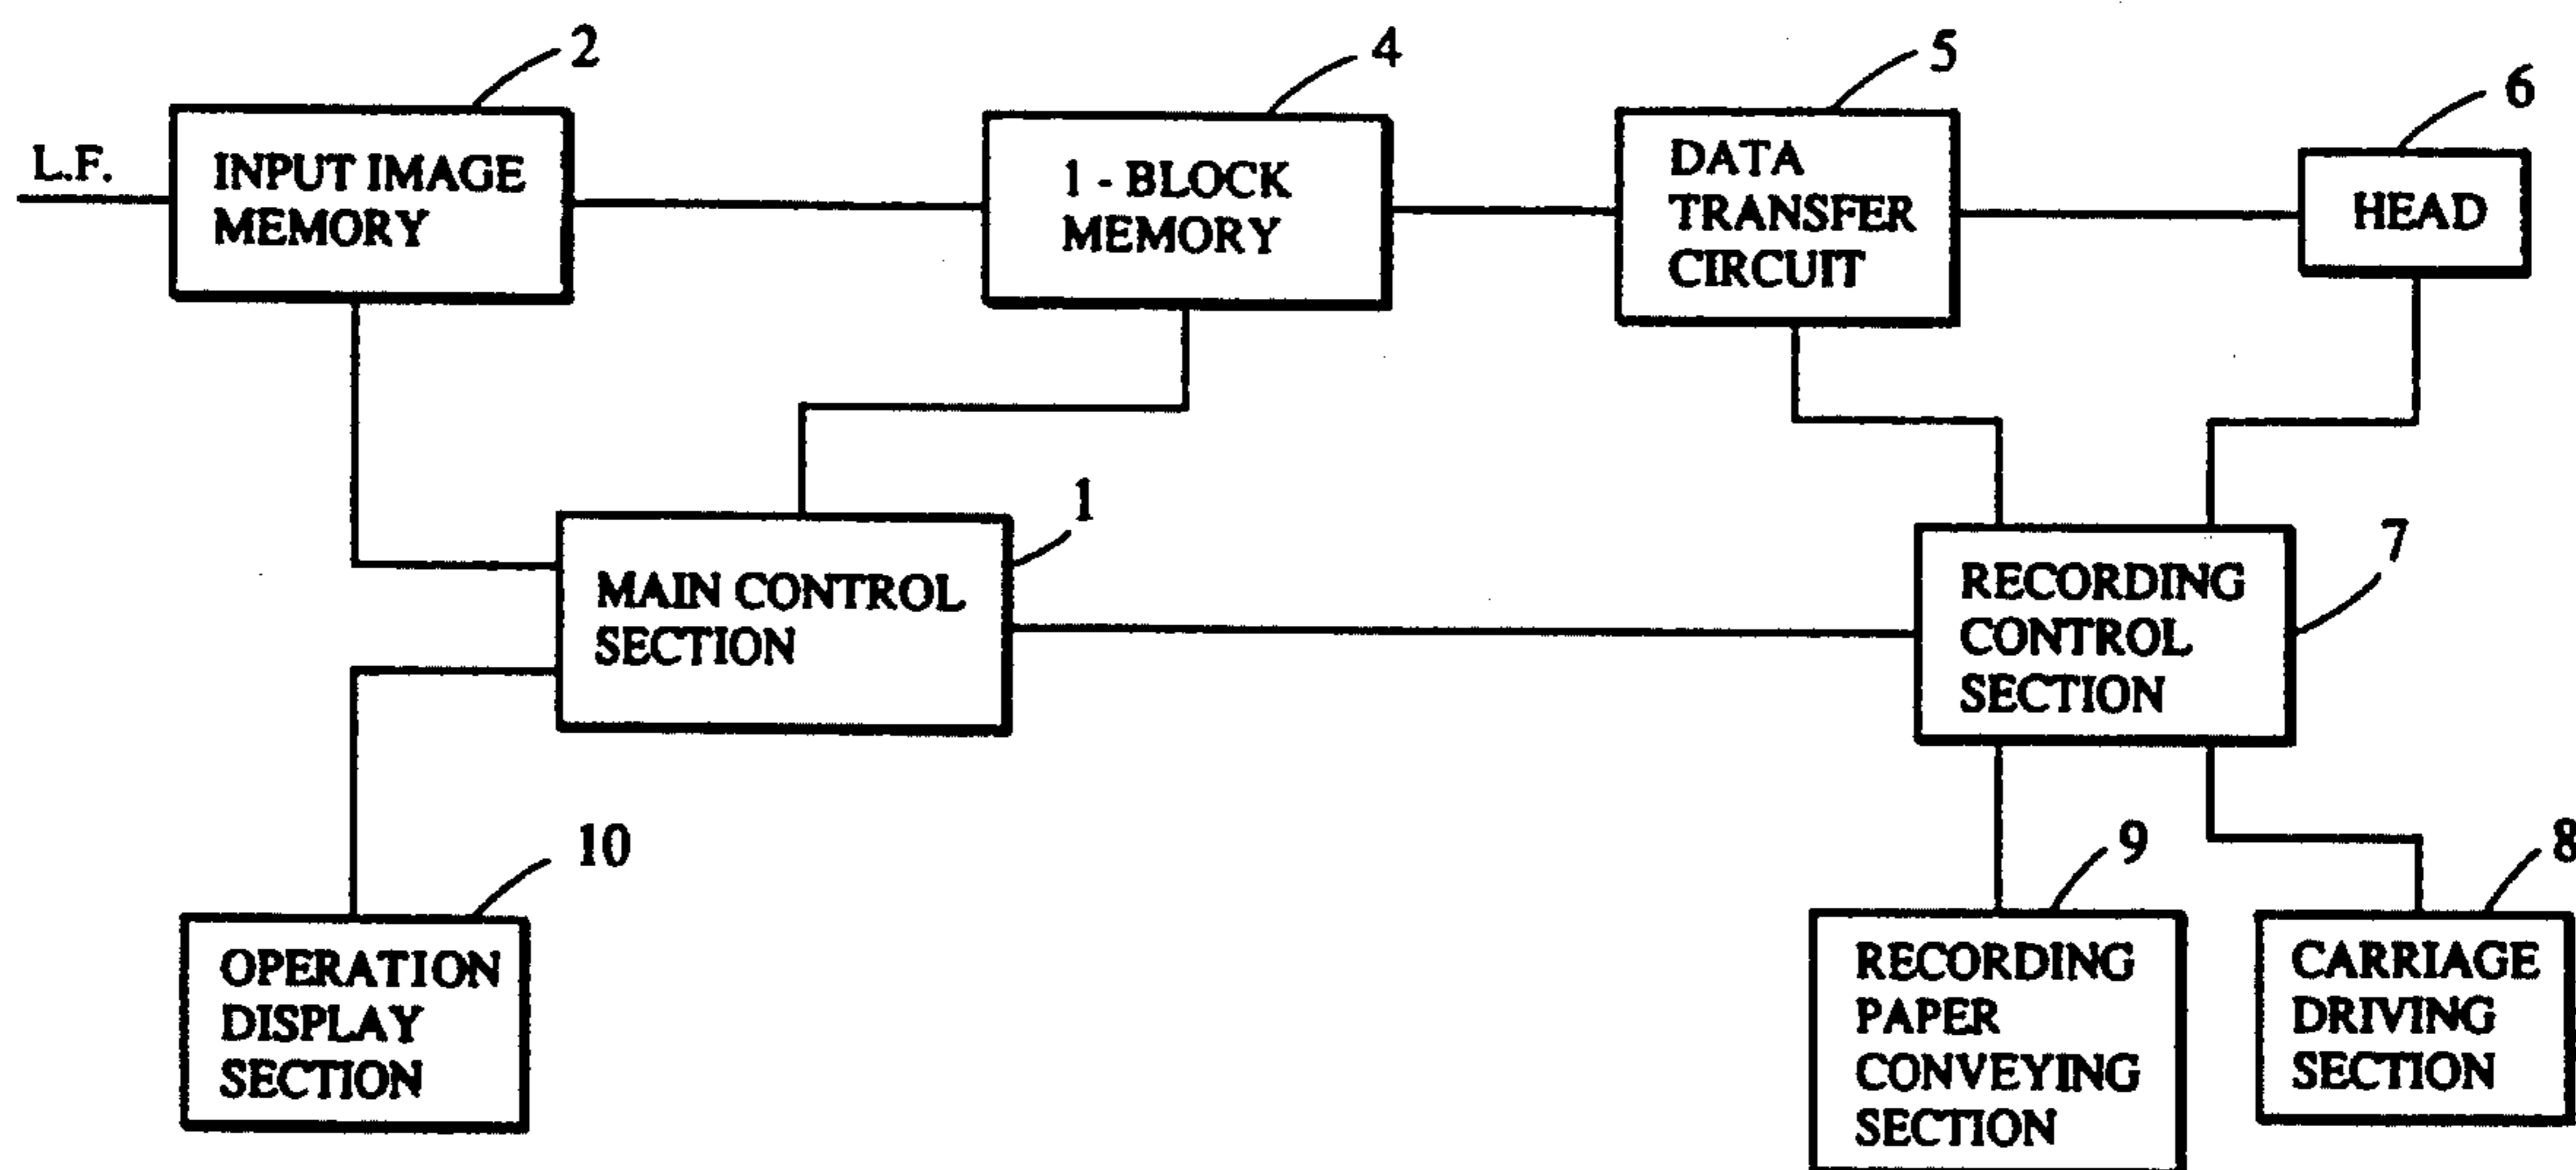 2
4
5
6
L.F.
INPUT IMAGE
MEMORY
1 - BLOCK
MEMORY
DATA
TRANSFER
CIRCUIT
HEAD
1
7
MAIN CONTROL
SECTION
RECORDING
CONTROL
SECTION
10
9
8
OPERATION
DISPLAY
SECTION
RECORDING
PAPER
CONVEYING
SECTION
CARRIAGE
DRIVING
SECTION